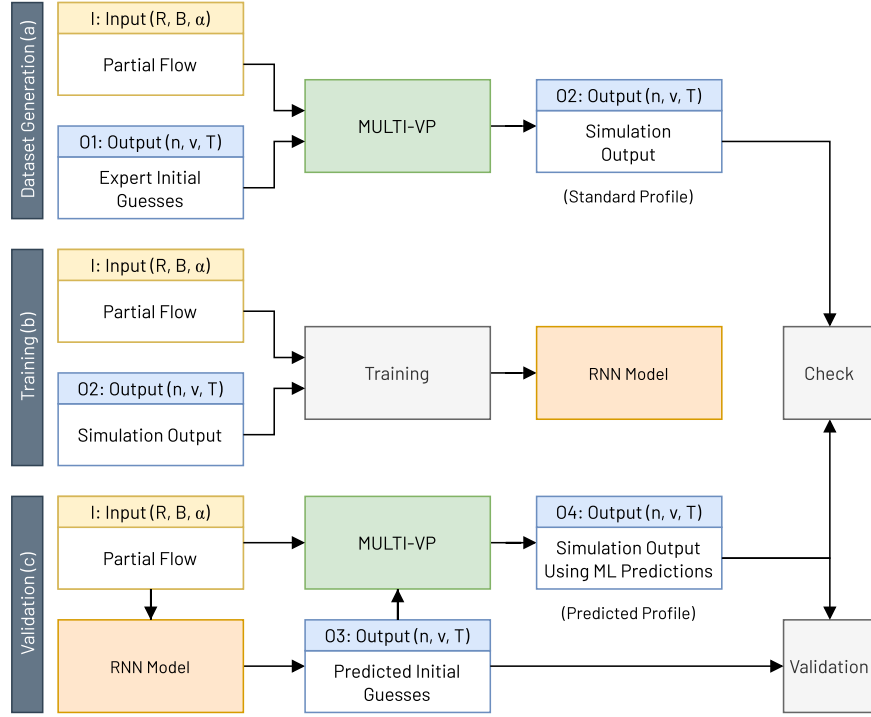 Dataset Generation (a)
I: Input (R, B, α)
Partial Flow
O1: Output (n, v, T)
Expert Initial
Guesses
MULTI-VP
O2: Output (n, v, T)
Simulation
Output
(Standard Profile)
Training (b)
I: Input (R, B, α)
Partial Flow
O2: Output (n, v, T)
Simulation Output
Training
RNN Model
Check
Validation (c)
I: Input (R, B, α)
Partial Flow
RNN Model
MULTI-VP
O3: Output (n, v, T)
Predicted Initial
Guesses
O4: Output (n, v, T)
Simulation Output
Using ML Predictions
(Predicted Profile)
Validation